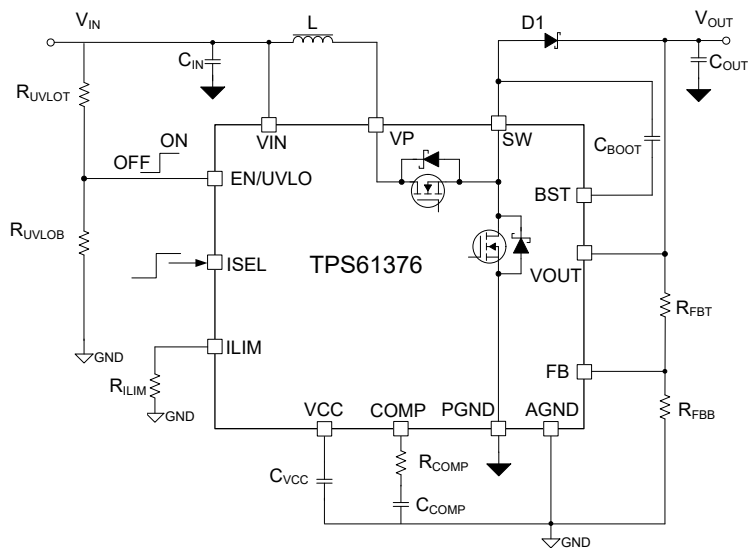 VIN
L
D1
VOUT
CIN
COUT
RUVLOT
ON
OFF
VIN
VP
SW
CBOOT
EN/UVLO
BST
RUVLOB
ISEL
TPS61376
VOUT
RFBT
ILIM
FB
GND
RILIM
GND
VCC
COMP
PGND
AGND
RFBB
RCOMP
CVCC
CCOMP
GND